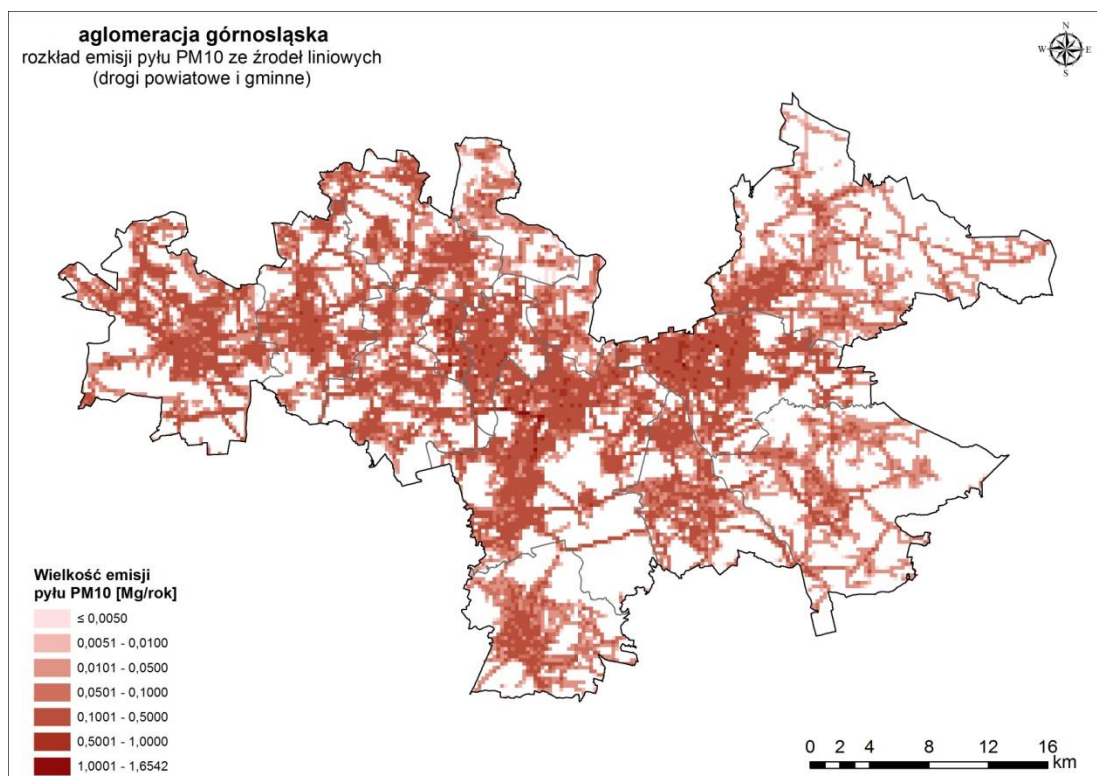 aglomeracja górnosląska
rozkład emisji pyłu PM10 ze źrodeł liniowych
(drogi powiatowe i gminne)
N
W E
S
Wielkość emisji
pyłu PM10 [Mg/rok]
≤ 0,0050
0,0051 - 0,0100
0,0101 - 0,0500
0,0501 - 0,1000
0,1001 - 0,5000
0,5001 - 1,0000
1,0001 - 1,6542
0 2 4 8 12 16
km